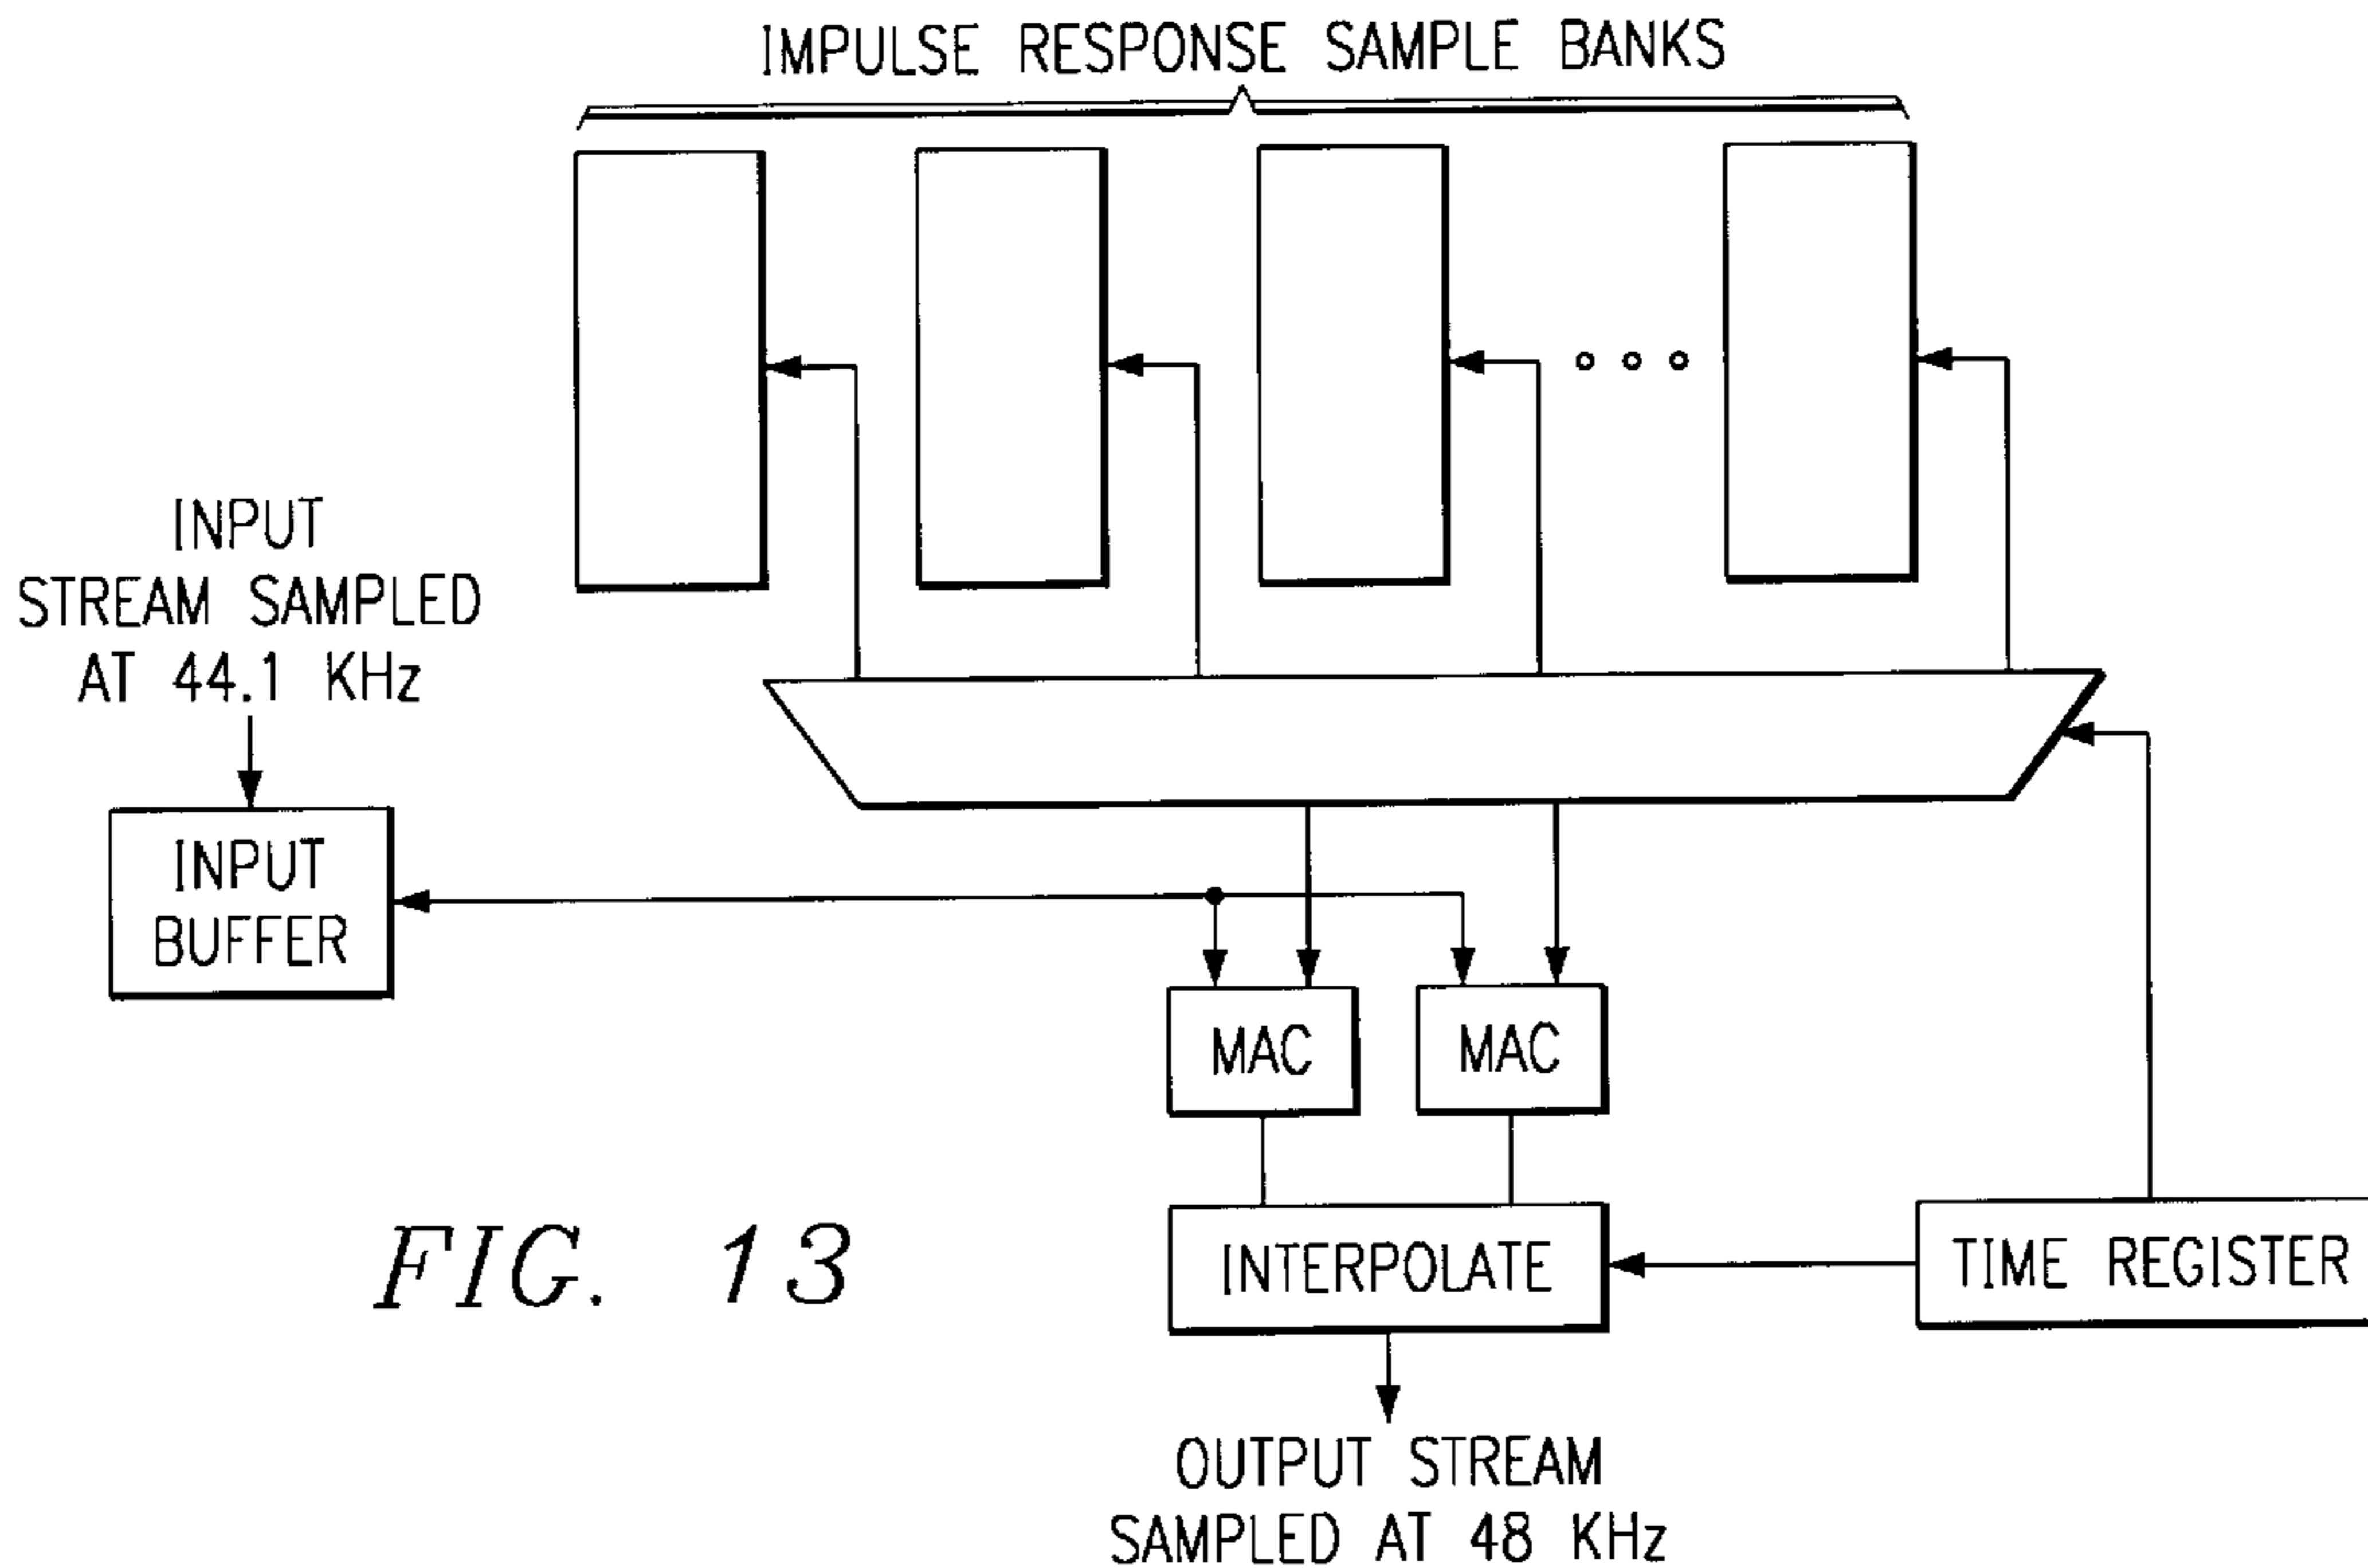 IMPULSE RESPONSE SAMPLE BANKS
INPUT
STREAM SAMPLED
AT 44.1 KHz
INPUT
BUFFER
MAC
MAC
INTERPOLATE
TIME REGISTER
FIG. 13
OUTPUT STREAM
SAMPLED AT 48 KHz